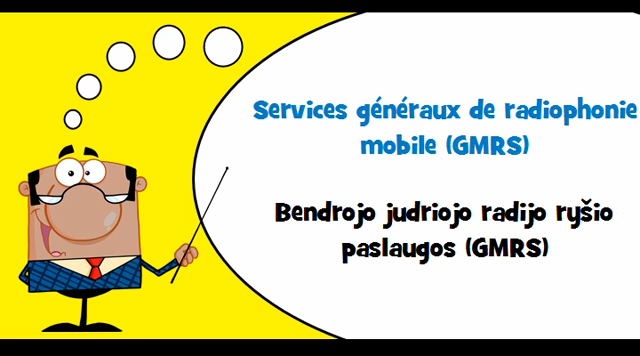 Services généraux de radiophonie
mobile (GMRS)
Bendrojo judriojo radijo ryšio
paslaugos (GMRS)